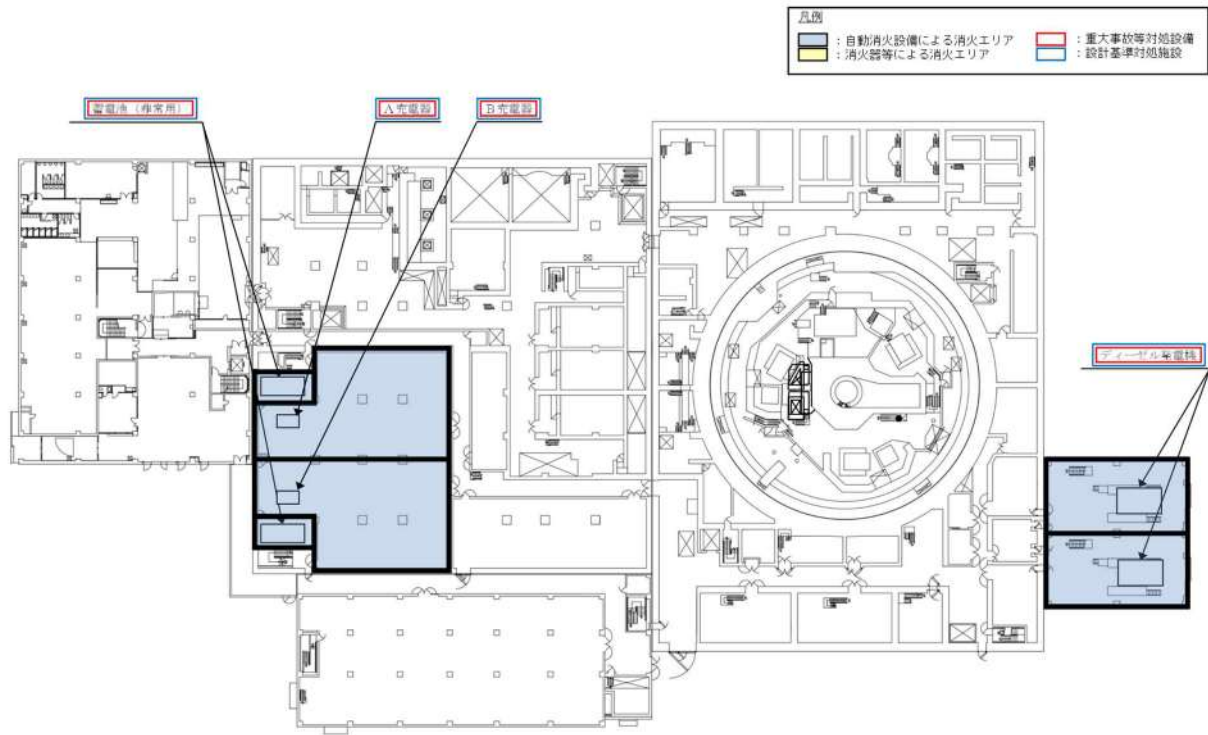 凡例
：自動消火設備による消火エリア
：消火器等による消火エリア
：重大事故等対処設備
：設計基準対処施設
蓄電池（非常用）
A充電器
B充電器
ディーゼル発電機